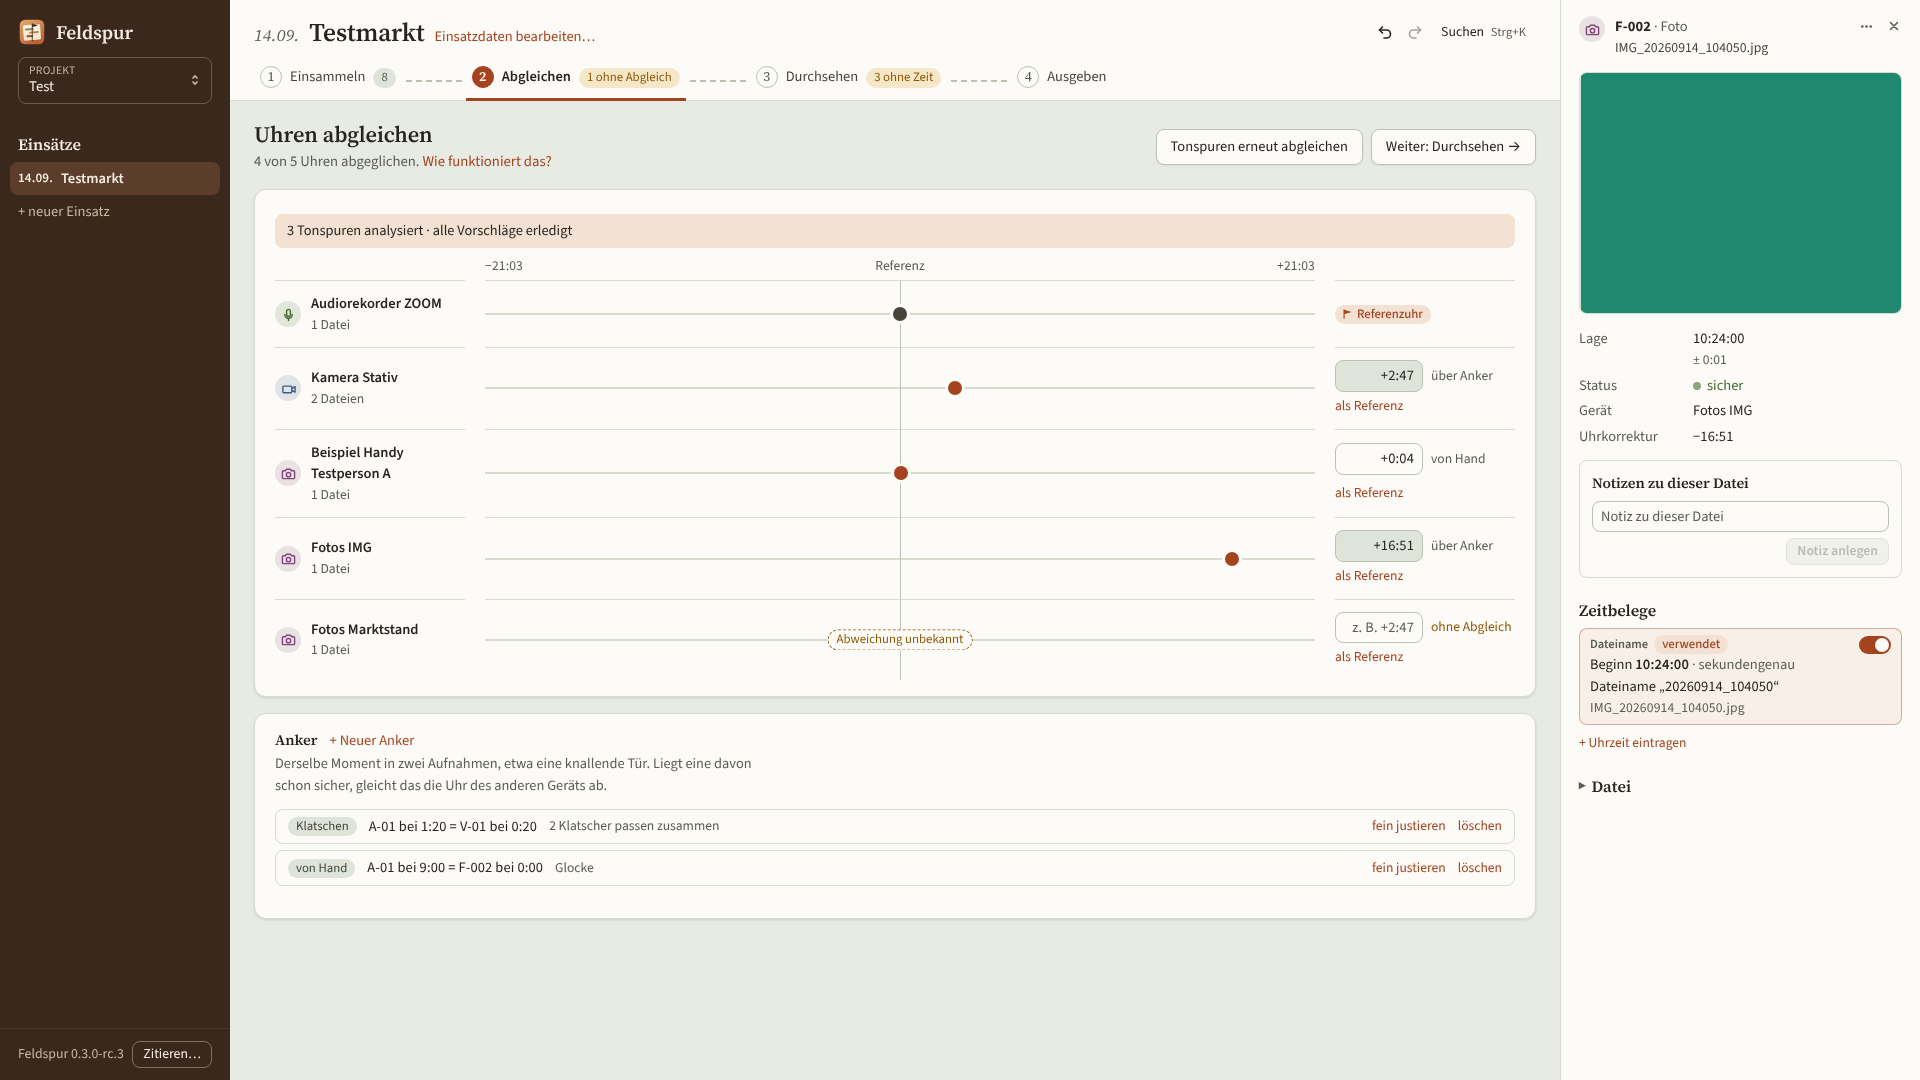 Feldspur
PROJEKT
Test
Einsätze
14.09. Testmarkt
+ neuer Einsatz
Feldspur 0.3.0-rc.3
Zitieren…
14.09. Testmarkt Einsatzdaten bearbeiten…
Suchen Strg+K
1 Einsammeln 8
2 Abgleichen 1 ohne Abgleich
3 Durchsehen 3 ohne Zeit
4 Ausgeben
Uhren abgleichen
4 von 5 Uhren abgeglichen. Wie funktioniert das?
Tonspuren erneut abgleichen
Weiter: Durchsehen →
3 Tonspuren analysiert · alle Vorschläge erledigt
−21:03 Referenz +21:03
Audiorekorder ZOOM
1 Datei
Referenzuhr
Kamera Stativ
2 Dateien
+2:47 über Anker
als Referenz
Beispiel Handy
Testperson A
1 Datei
+0:04 von Hand
als Referenz
Fotos IMG
1 Datei
+16:51 über Anker
als Referenz
Fotos Marktstand
1 Datei
Abweichung unbekannt
z. B. +2:47 ohne Abgleich
als Referenz
Anker + Neuer Anker
Derselbe Moment in zwei Aufnahmen, etwa eine knallende Tür. Liegt eine davon
schon sicher, gleicht das die Uhr des anderen Geräts ab.
Klatschen A-01 bei 1:20 = V-01 bei 0:20 2 Klatscher passen zusammen fein justieren löschen
von Hand A-01 bei 9:00 = F-002 bei 0:00 Glocke fein justieren löschen
F-002 · Foto
IMG_20260914_104050.jpg
Lage 10:24:00
± 0:01
Status sicher
Gerät Fotos IMG
Uhrkorrektur −16:51
Notizen zu dieser Datei
Notiz zu dieser Datei
Notiz anlegen
Zeitbelege
Dateiname verwendet
Beginn 10:24:00 · sekundengenau
Dateiname „20260914_104050“
IMG_20260914_104050.jpg
+ Uhrzeit eintragen
Datei